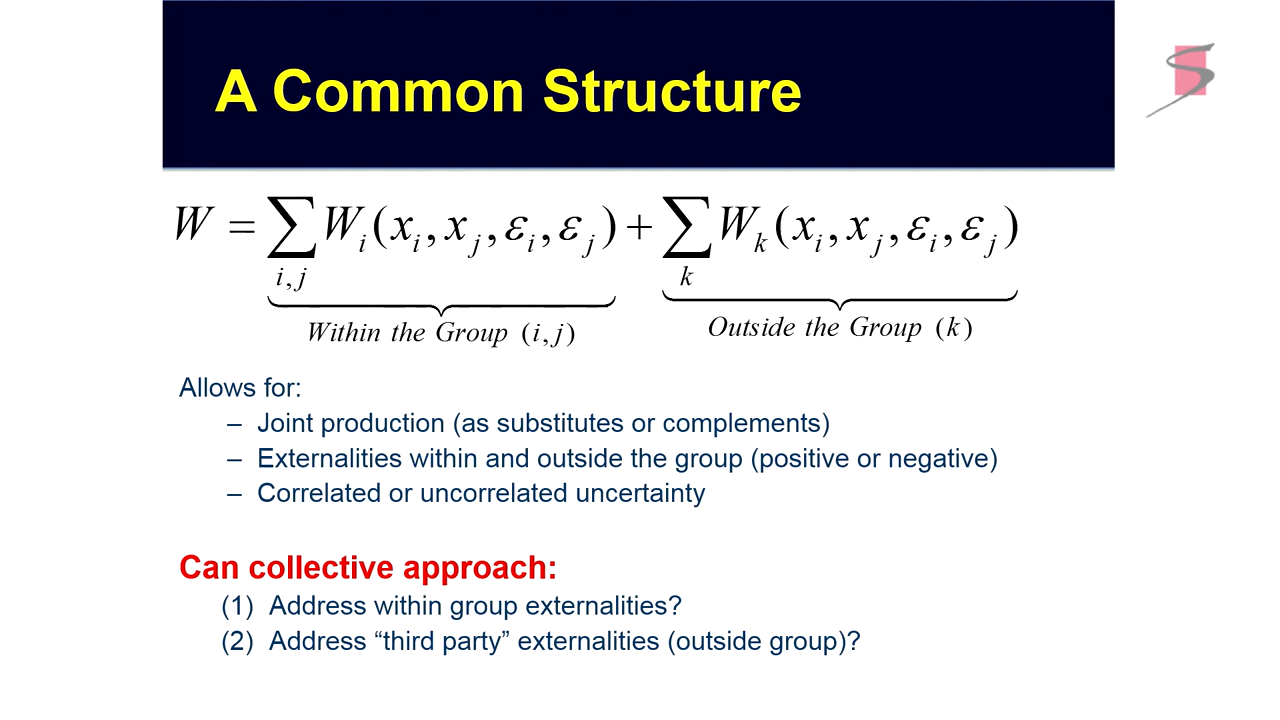 A Common Structure
W = ∑ W_i (x_i, x_j, ε_i, ε_j) + ∑ W_k (x_i, x_j, ε_i, ε_j)
i, j k
Within the Group (i, j) Outside the Group (k)
Allows for:
– Joint production (as substitutes or complements)
– Externalities within and outside the group (positive or negative)
– Correlated or uncorrelated uncertainty
Can collective approach:
(1) Address within group externalities?
(2) Address “third party” externalities (outside group)?